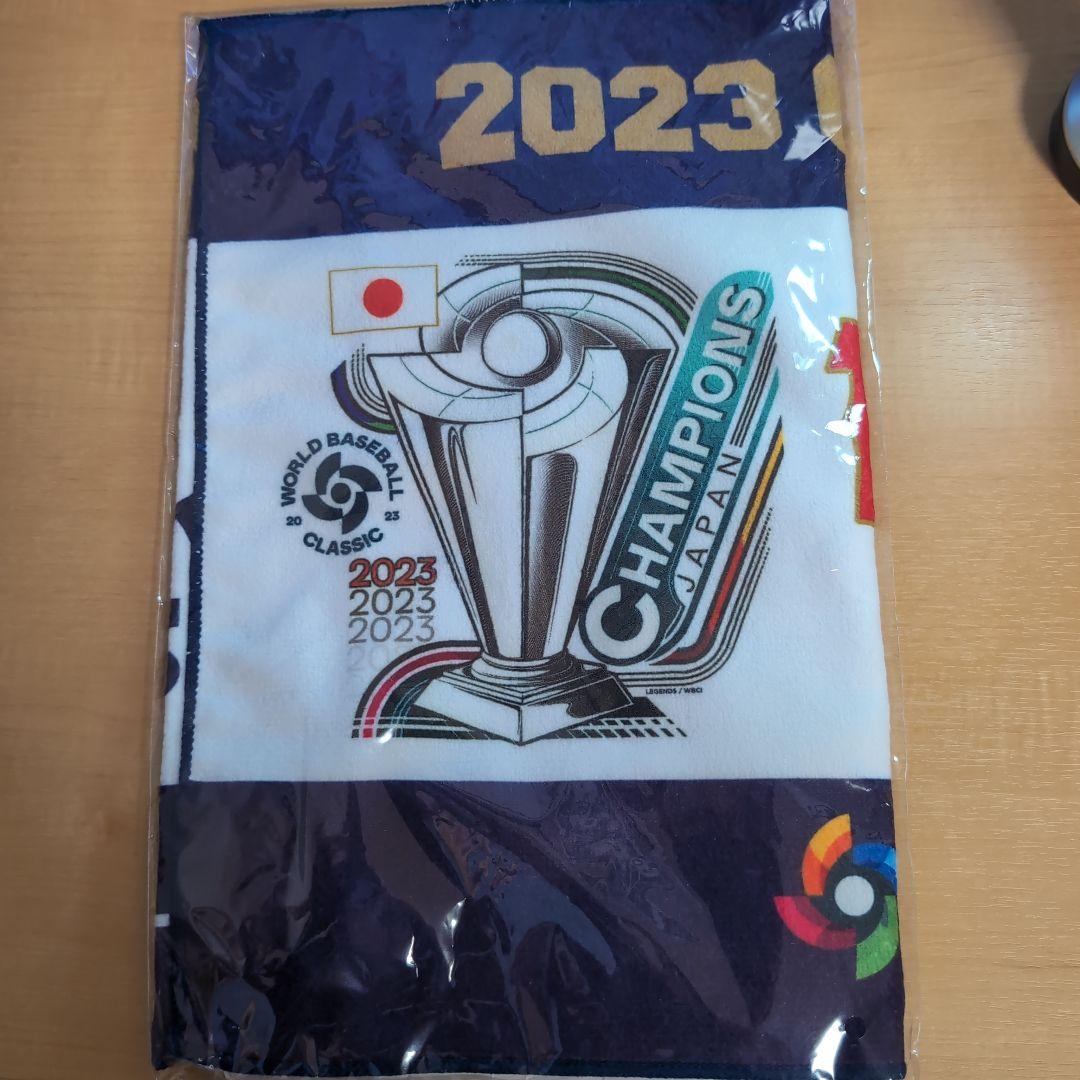 2023
CHAMPIONS
JAPAN
WORLD BASEBALL
20 23
CLASSIC
2023
2023
2023
LEGENDS / WBCI